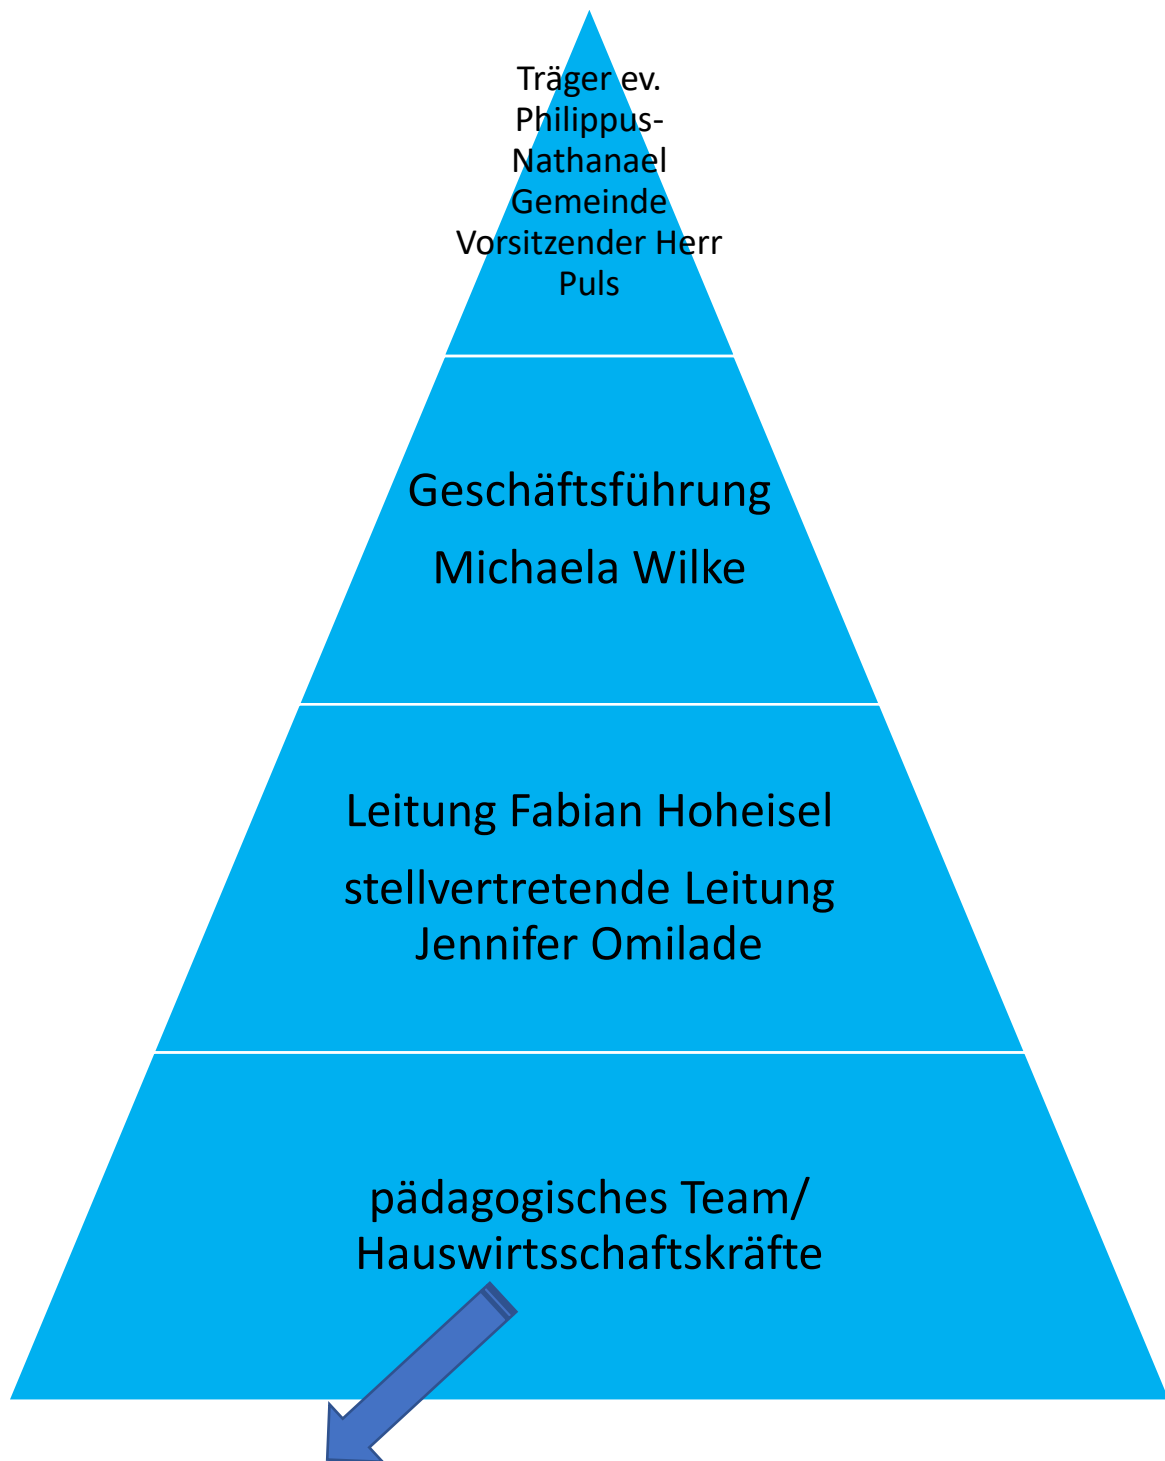 Träger ev.
Philippus-
Nathanael
Gemeinde
Vorsitzender Herr
Puls
Geschäftsführung
Michaela Wilke
Leitung Fabian Hoheisel
stellvertretende Leitung
Jennifer Omilade
pädagogisches Team/
Hauswirtsschaftskräfte